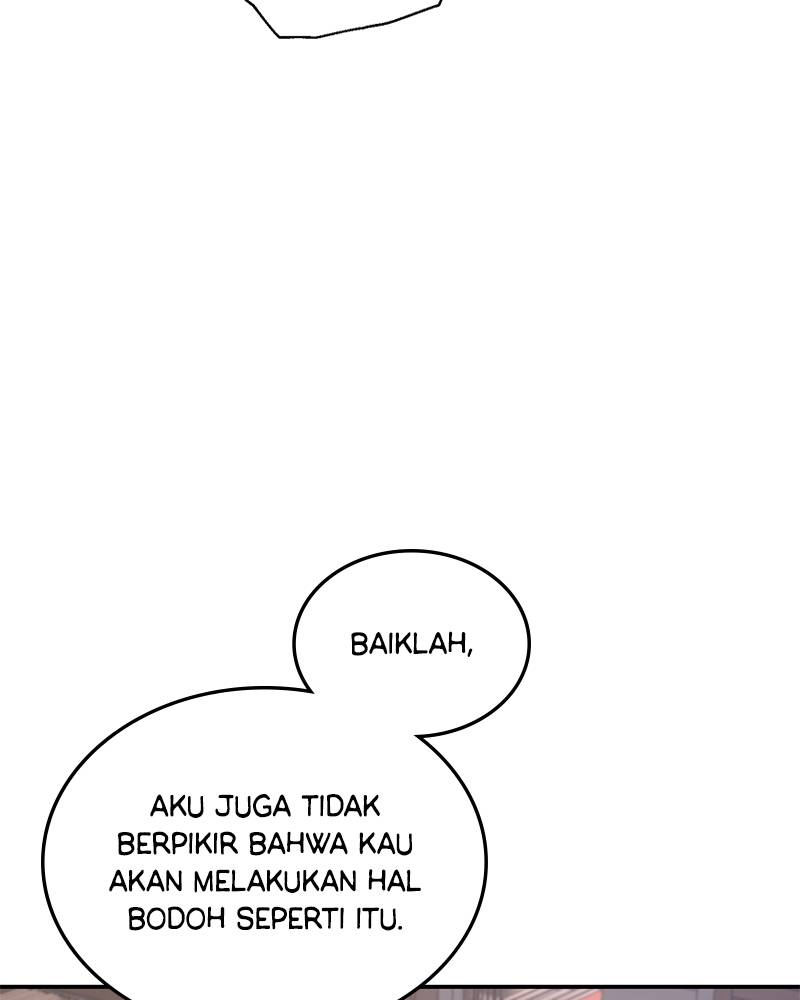 BAIKLAH,
AKU JUGA TIDAK
BERPIKIR BAHWA KAU
AKAN MELAKUKAN HAL
BODOH SEPERTI ITU.